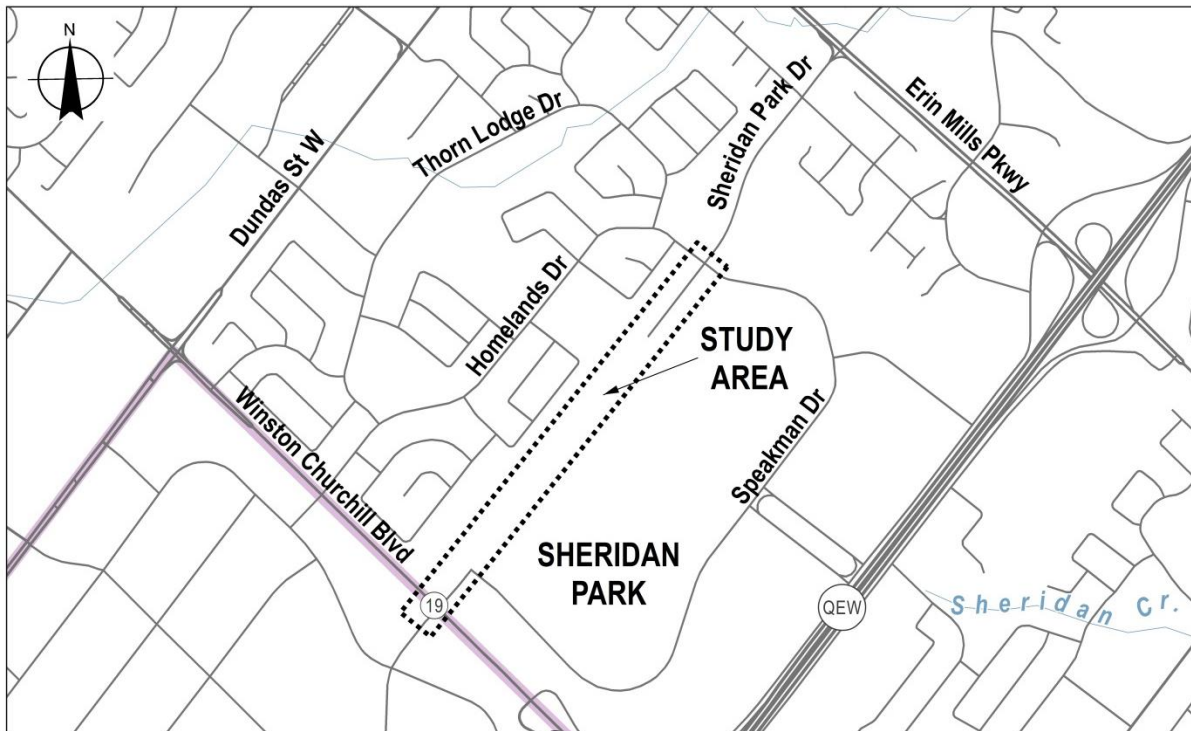 N
Sheridan Park Dr
Erin Mills Pkwy
Thorn Lodge Dr
Dundas St W
Homelands Dr
STUDY
AREA
Winston Churchill Blvd
Speakman Dr
SHERIDAN
PARK
19
QEW
Sheridan Cr.